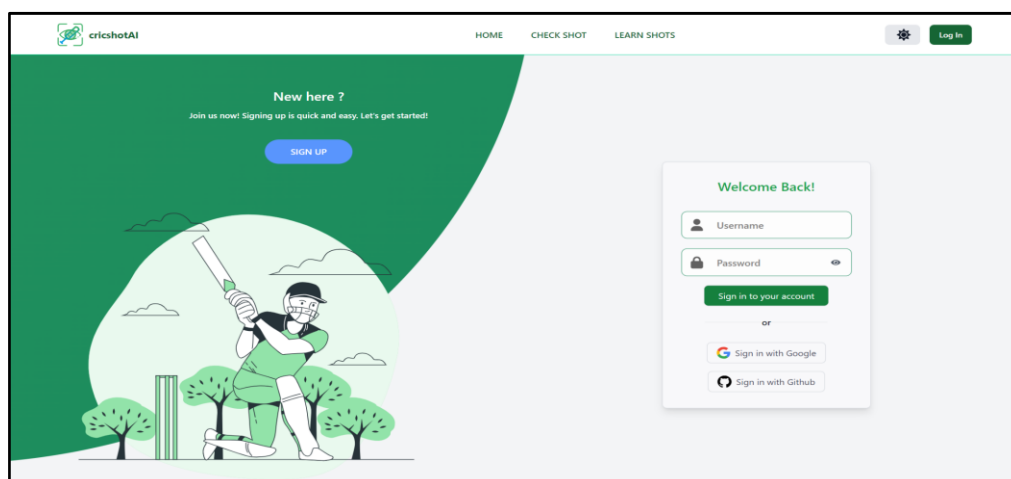 cricshotAI
HOME
CHECK SHOT
LEARN SHOTS
Log In
New here ?
Join us now! Signing up is quick and easy. Let's get started!
SIGN UP
Welcome Back!
Username
Password
Sign in to your account
or
Sign in with Google
Sign in with Github